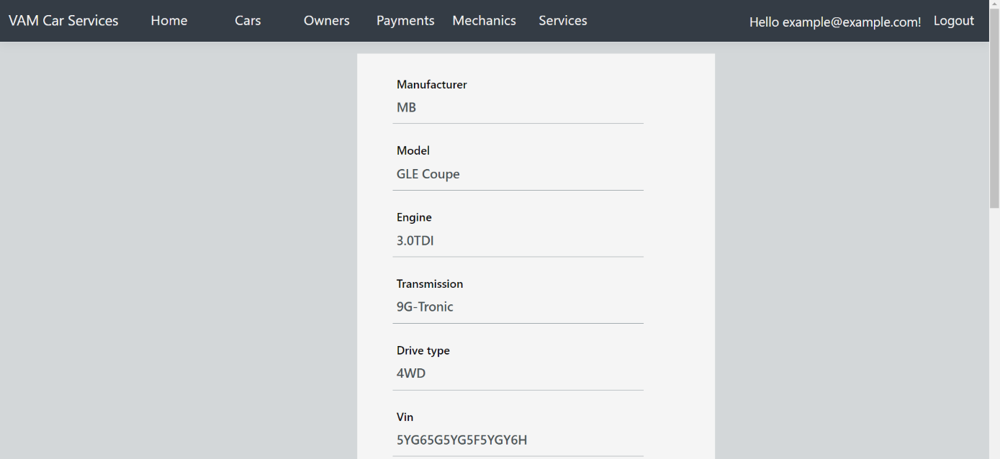 VAM Car Services Home Cars Owners Payments Mechanics Services Hello example@example.com! Logout
Manufacturer
MB
Model
GLE Coupe
Engine
3.0TDI
Transmission
9G-Tronic
Drive type
4WD
Vin
5YG65G5YG5F5YGY6H